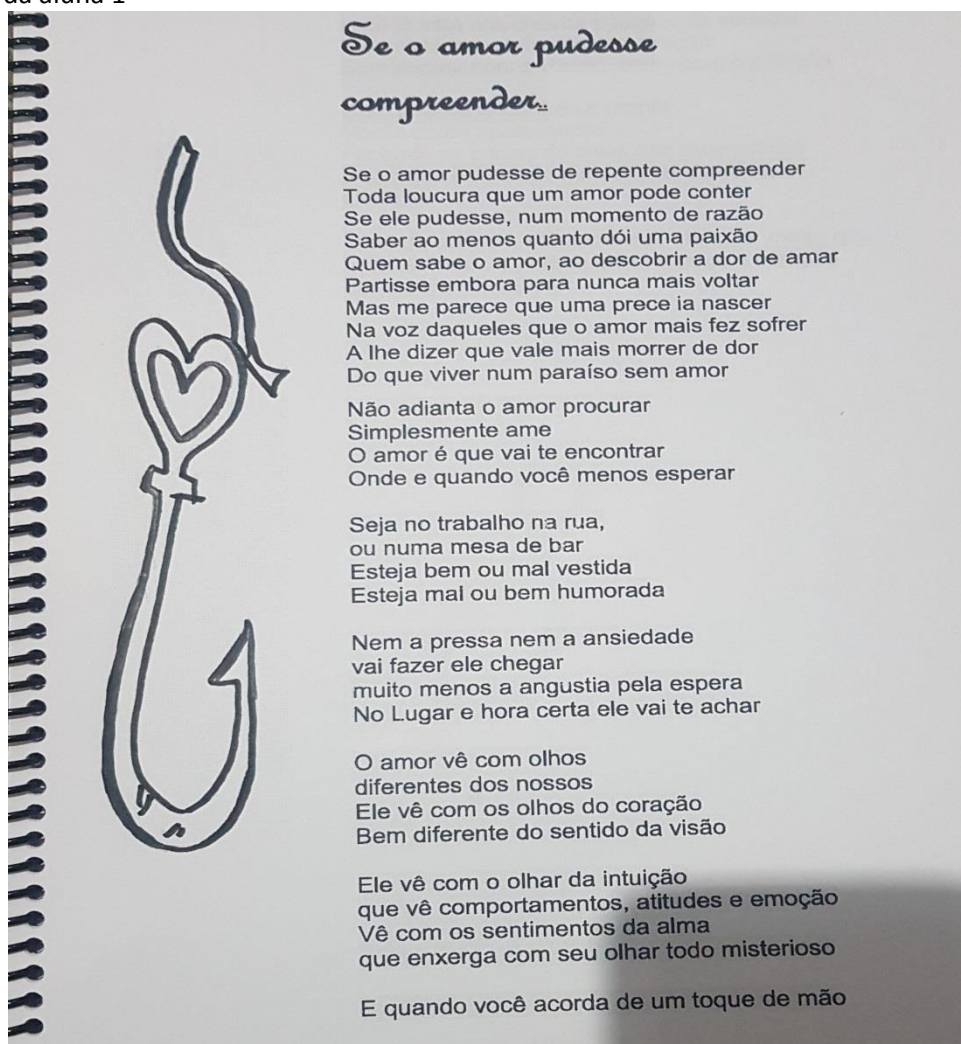 da aluna 1
Se o amor pudesse
compreender..
Se o amor pudesse de repente compreender
Toda loucura que um amor pode conter
Se ele pudesse, num momento de razão
Saber ao menos quanto dói uma paixão
Quem sabe o amor, ao descobrir a dor de amar
Partisse embora para nunca mais voltar
Mas me parece que uma prece ia nascer
Na voz daqueles que o amor mais fez sofrer
A lhe dizer que vale mais morrer de dor
Do que viver num paraíso sem amor
Não adianta o amor procurar
Simplesmente ame
O amor é que vai te encontrar
Onde e quando você menos esperar
Seja no trabalho na rua,
ou numa mesa de bar
Esteja bem ou mal vestida
Esteja mal ou bem humorada
Nem a pressa nem a ansiedade
vai fazer ele chegar
muito menos a angustia pela espera
No Lugar e hora certa ele vai te achar
O amor vê com olhos
diferentes dos nossos
Ele vê com os olhos do coração
Bem diferente do sentido da visão
Ele vê com o olhar da intuição
que vê comportamentos, atitudes e emoção
Vê com os sentimentos da alma
que enxerga com seu olhar todo misterioso
E quando você acorda de um toque de mão